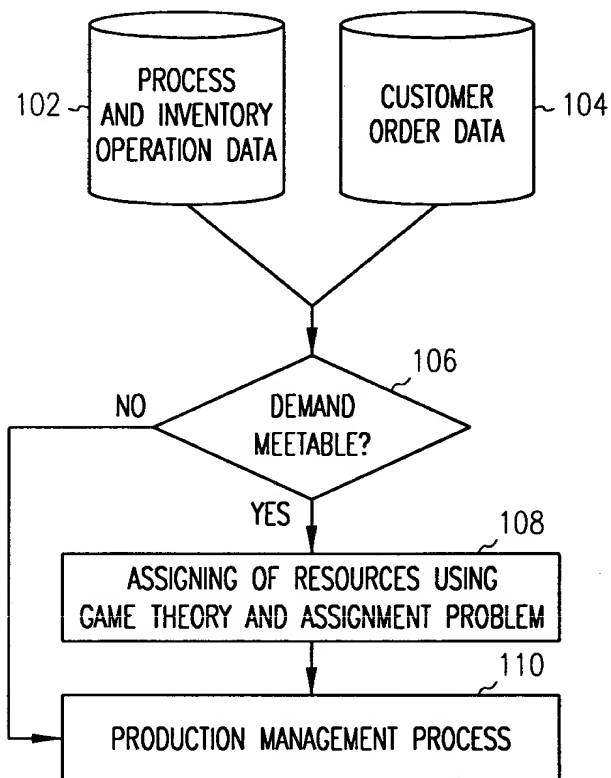 PROCESS
AND INVENTORY
OPERATION DATA
102
CUSTOMER
ORDER DATA
104
106
DEMAND
MEETABLE?
NO
YES
108
ASSIGNING OF RESOURCES USING
GAME THEORY AND ASSIGNMENT PROBLEM
110
PRODUCTION MANAGEMENT PROCESS